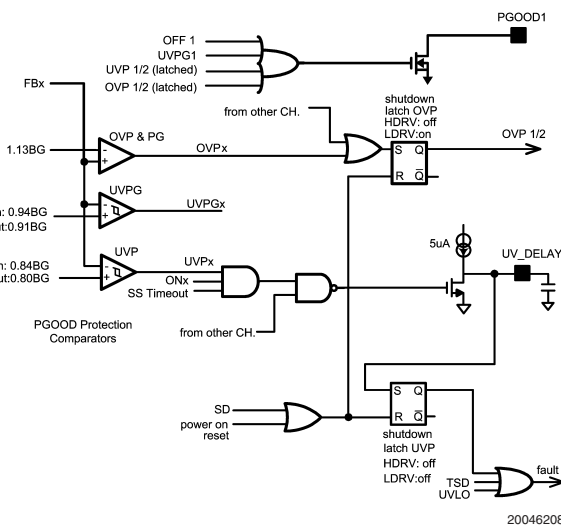 PGOOD1
OFF 1
UVPG1
UVP 1/2 (latched)
OVP 1/2 (latched)
FBx
from other CH.
shutdown
latch OVP
HDRV: off
LDRV:on
OVP & PG
1.13BG
-
+
OVPx
S Q
R Q
OVP 1/2
UVPG
: 0.94BG
ut:0.91BG
-
+
UVPGx
5uA
UV_DELAY
UVP
: 0.84BG
ut:0.80BG
-
+
UVPx
ONx
SS Timeout
from other CH.
PGOOD Protection
Comparators
S Q
R Q
SD
power on
reset
shutdown
latch UVP
HDRV: off
LDRV:off
TSD
UVLO
fault
20046208